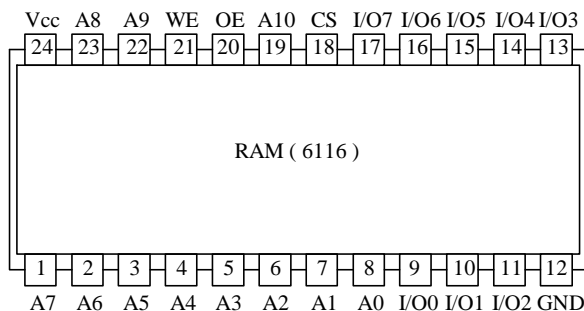 Vcc A8 A9 WE OE A10 CS I/O7 I/O6 I/O5 I/O4 I/O3
24 23 22 21 20 19 18 17 16 15 14 13
RAM ( 6116 )
1 2 3 4 5 6 7 8 9 10 11 12
A7 A6 A5 A4 A3 A2 A1 A0 I/O0 I/O1 I/O2 GND